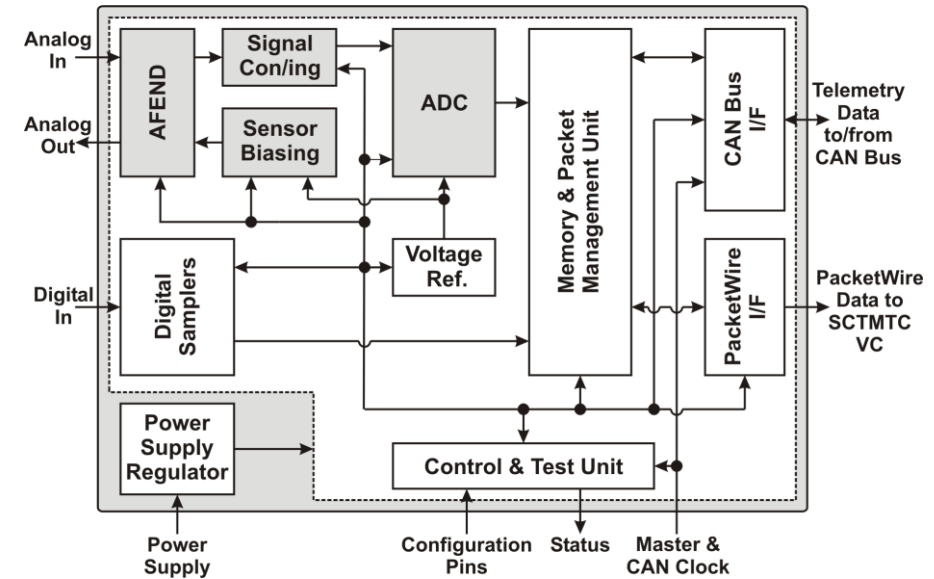 Analog
In
Analog
Out
AFEND
Signal
Con/ing
Sensor
Biasing
ADC
Memory & Packet
Management Unit
CAN Bus
I/F
Telemetry
Data
to/from
CAN Bus
Digital
In
Digital
Samplers
Voltage
Ref.
PacketWire
I/F
PacketWire
Data to
SCTMTC
VC
Power
Supply
Regulator
Control & Test Unit
Power
Supply
Configuration
Pins
Status
Master &
CAN Clock